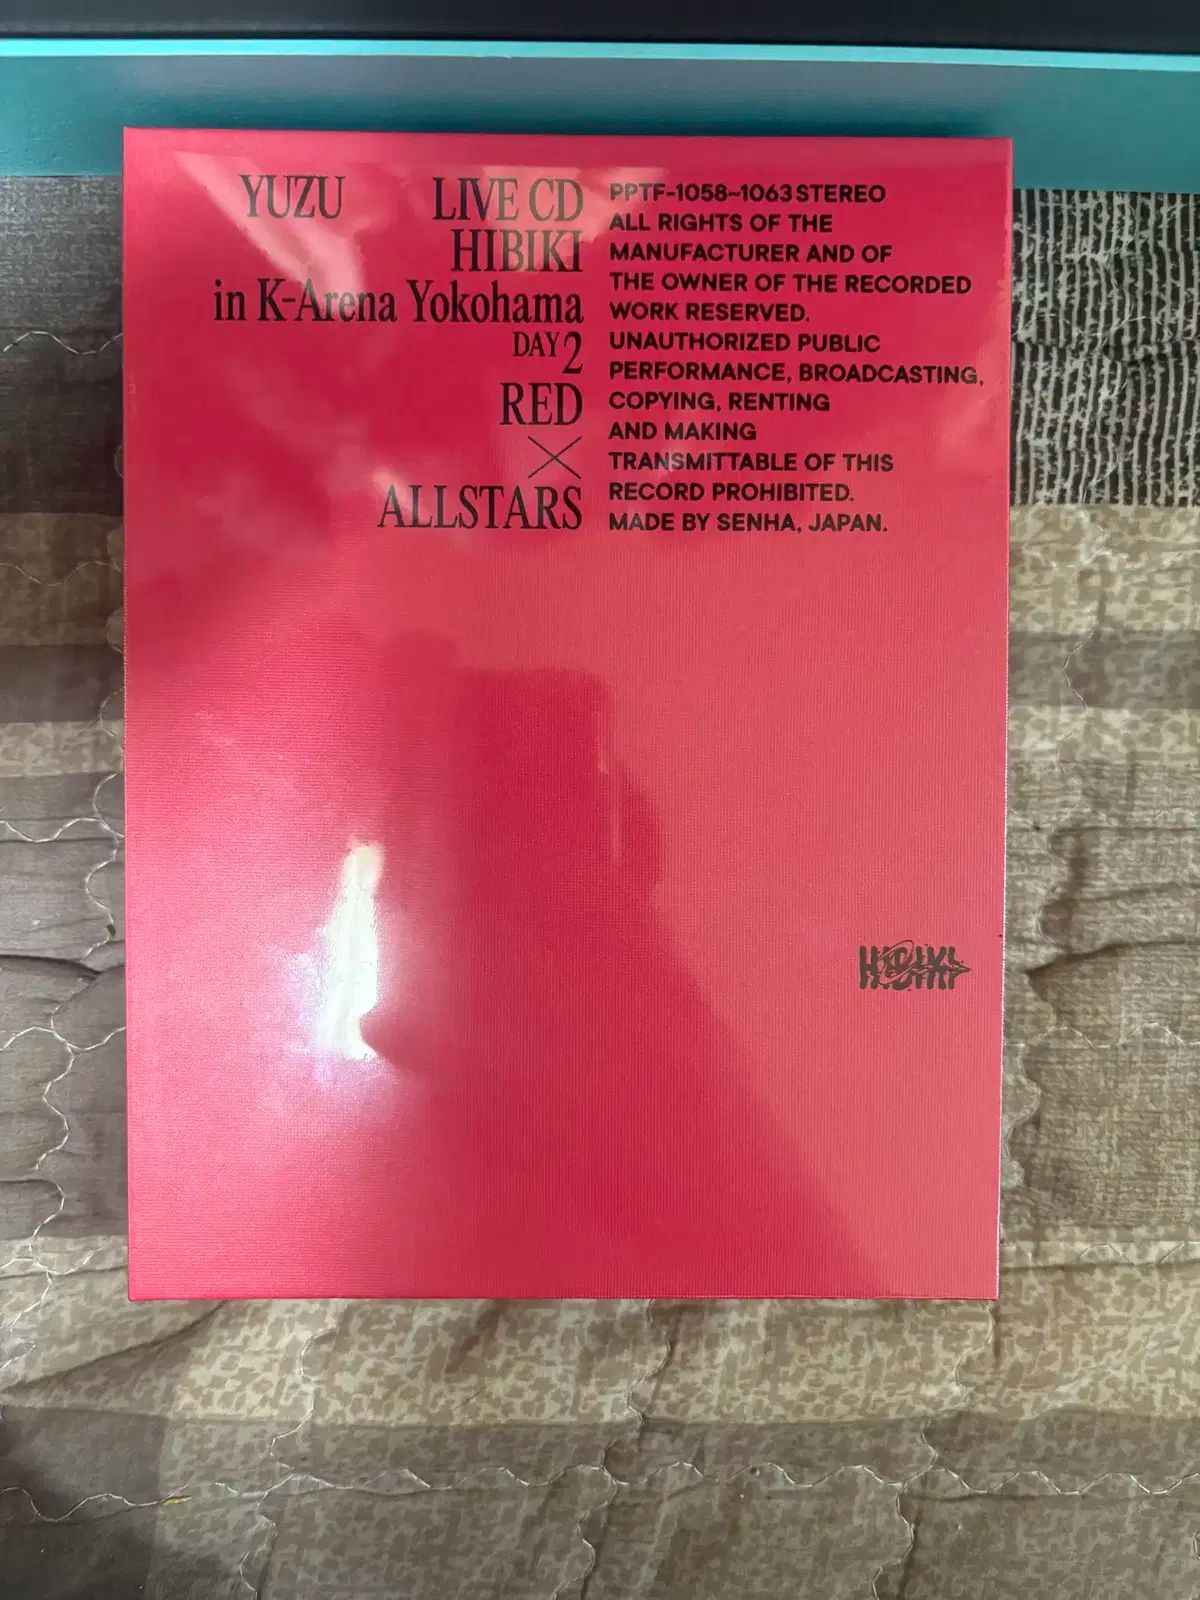 YUZU LIVE CD
HIBIKI
in K-Arena Yokohama
DAY 2
RED
×
ALLSTARS
PPTF-1058~1063 STEREO
ALL RIGHTS OF THE
MANUFACTURER AND OF
THE OWNER OF THE RECORDED
WORK RESERVED.
UNAUTHORIZED PUBLIC
PERFORMANCE, BROADCASTING,
COPYING, RENTING
AND MAKING
TRANSMITTABLE OF THIS
RECORD PROHIBITED.
MADE BY SENHA, JAPAN.
HIBIKI